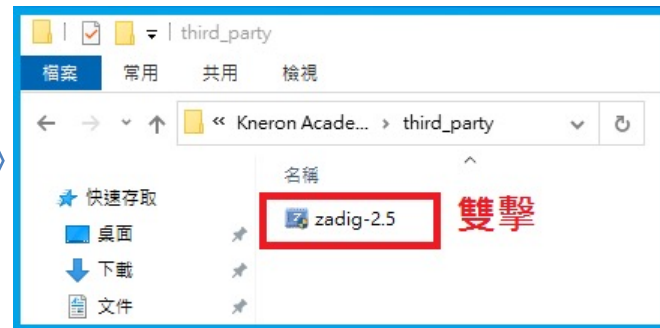 third_party
檔案 常用 共用 檢視
« Kneron Acade... › third_party
名稱
快速存取
zadig-2.5 雙擊
桌面
下載
文件